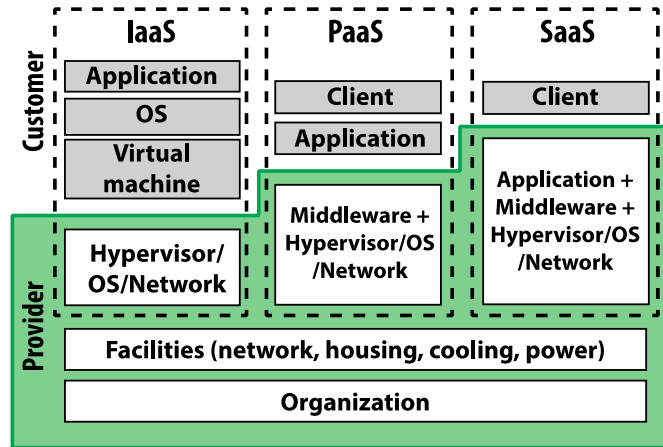 IaaS
PaaS
SaaS
Customer
Application
OS
Virtual
machine
Client
Application
Client
Provider
Hypervisor/
OS/Network
Middleware +
Hypervisor/OS
/Network
Application +
Middleware +
Hypervisor/OS
/Network
Facilities (network, housing, cooling, power)
Organization